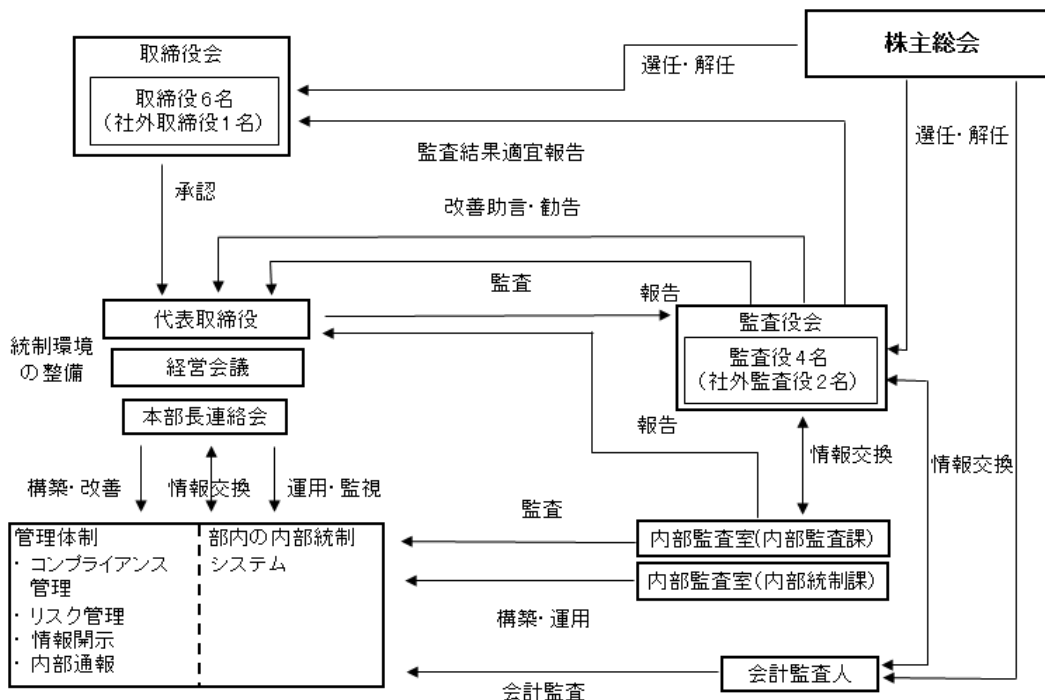 株主総会
取締役会
取締役6名
(社外取締役1名)
選任・解任
選任・解任
監査結果適宜報告
承認
改善助言・勧告
監査
報告
代表取締役
監査役会
監査役4名
(社外監査役2名)
統制環境
の整備
経営会議
本部長連絡会
報告
情報交換
情報交換
構築・改善
情報交換
運用・監視
監査
管理体制
・コンプライアンス
管理
・リスク管理
・情報開示
・内部通報
部内の内部統制
システム
内部監査室(内部監査課)
内部監査室(内部統制課)
構築・運用
会計監査人
会計監査